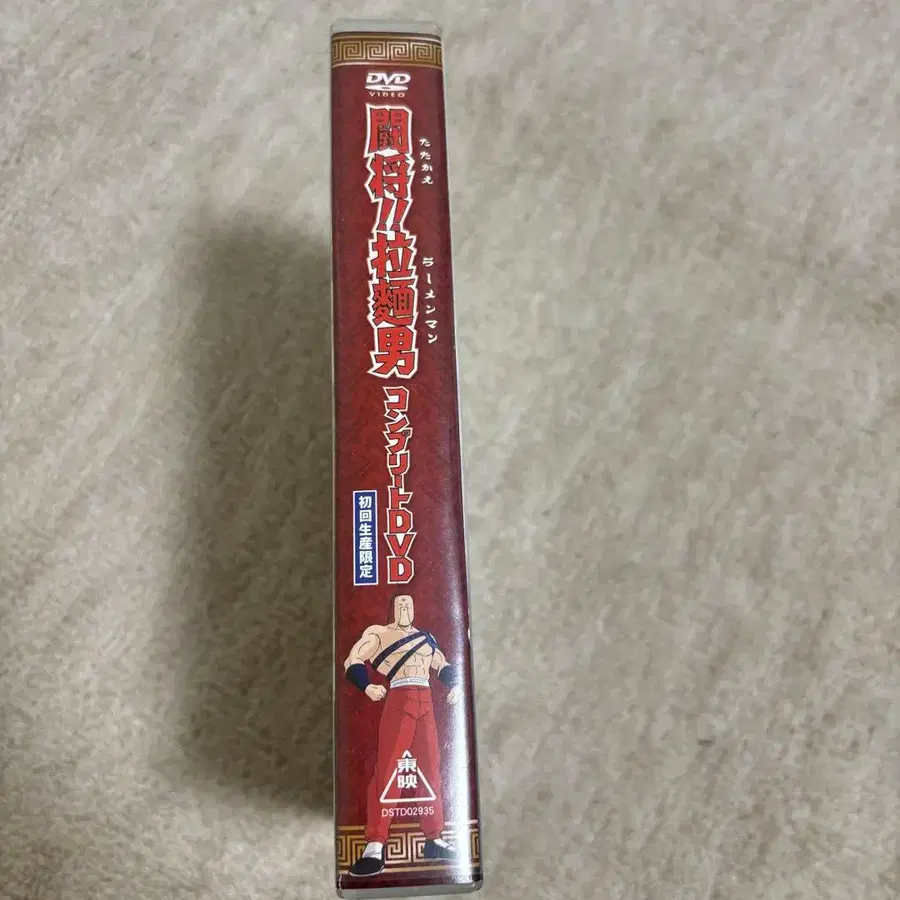 DVD
VIDEO
闘将!!拉麵男
たたかえ
ラーメンマン
コンプリートDVD
初回生産限定
東映
DSTD02935